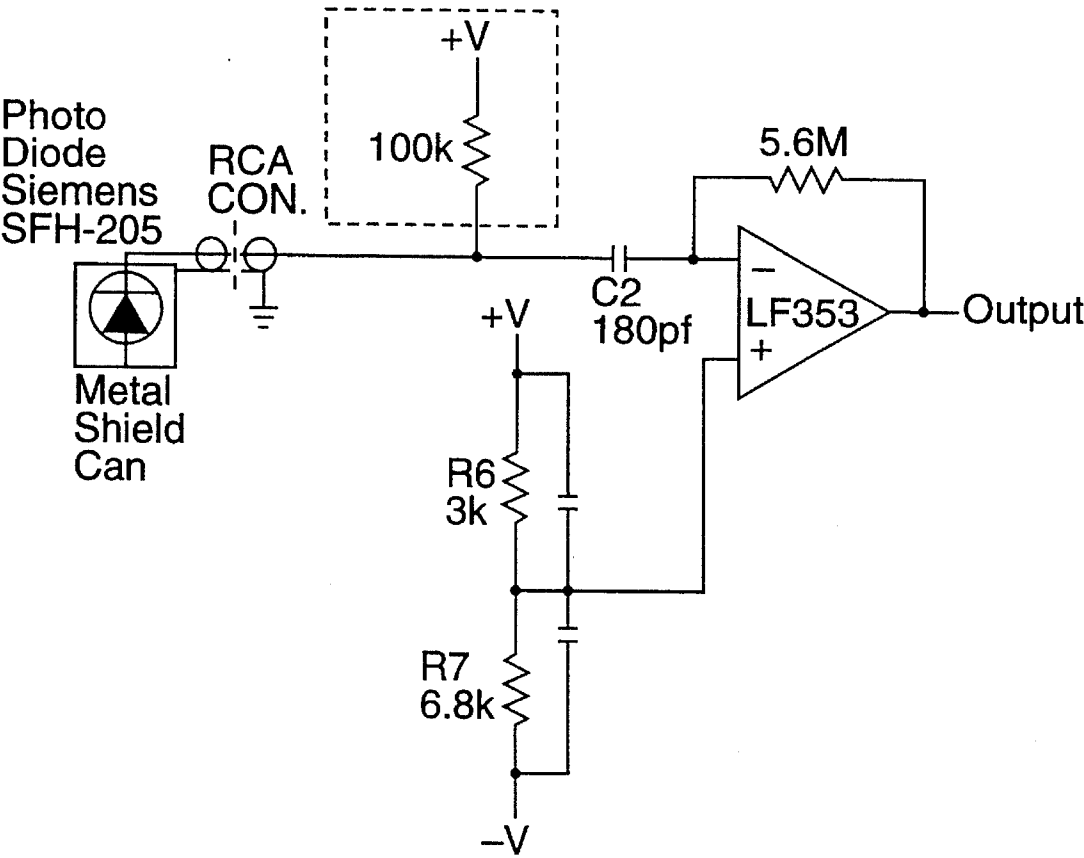 +V
100k
Photo
Diode
Siemens
SFH-205
RCA
CON.
5.6M
C2
180pf
−
LF353
+
Output
+V
Metal
Shield
Can
R6
3k
R7
6.8k
−V